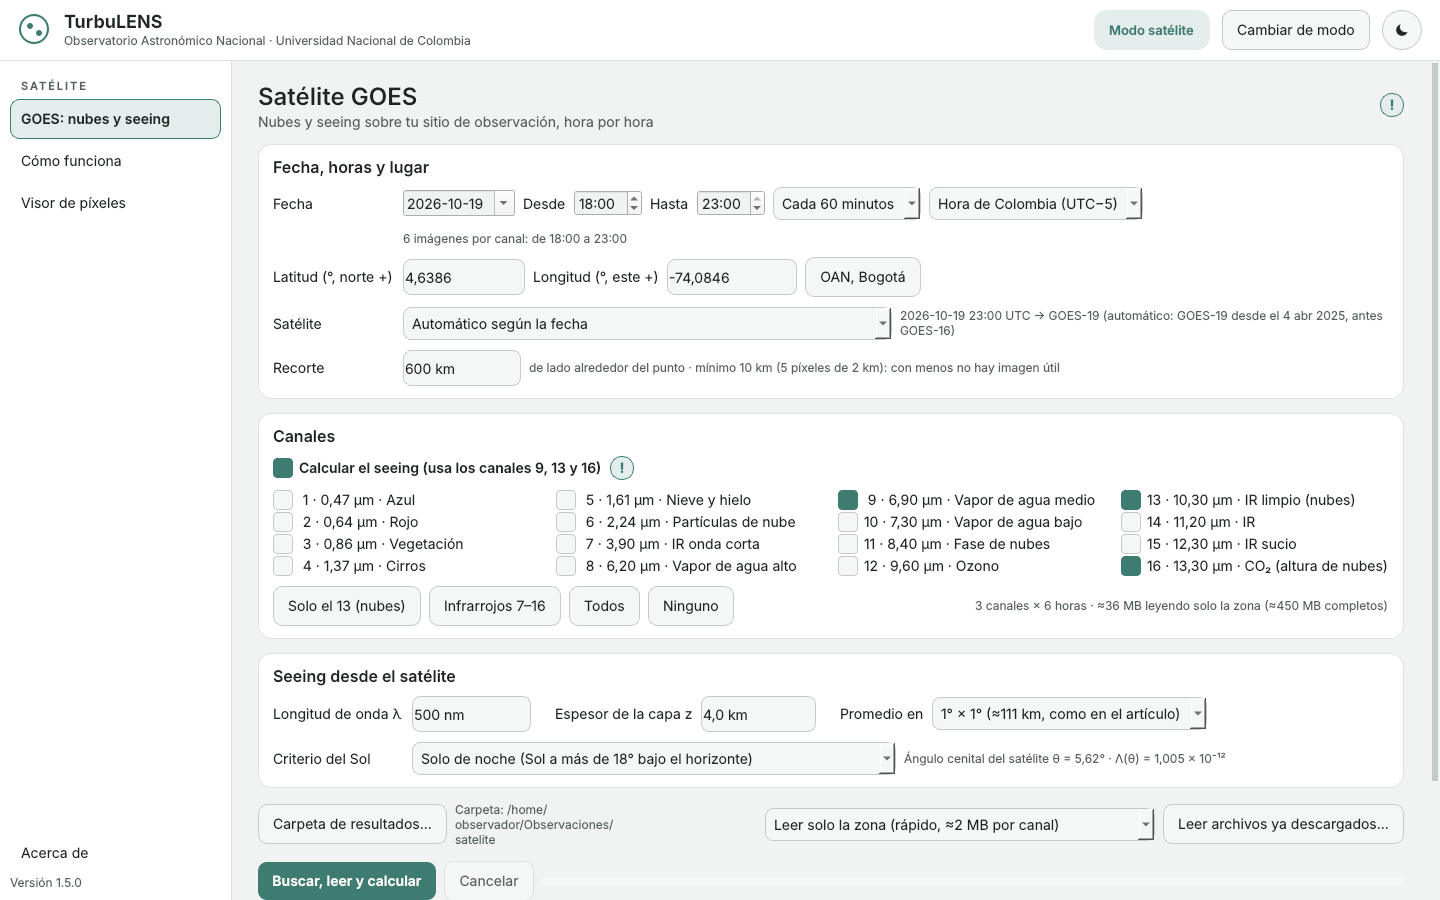 TurbuLENS
Observatorio Astronómico Nacional · Universidad Nacional de Colombia
Modo satélite
Cambiar de modo
SATÉLITE
GOES: nubes y seeing
Cómo funciona
Visor de píxeles
Acerca de
Versión 1.5.0
Satélite GOES
Nubes y seeing sobre tu sitio de observación, hora por hora
!
Fecha, horas y lugar
Fecha 2026-10-19 Desde 18:00 Hasta 23:00 Cada 60 minutos Hora de Colombia (UTC−5)
6 imágenes por canal: de 18:00 a 23:00
Latitud (°, norte +) 4,6386 Longitud (°, este +) -74,0846 OAN, Bogotá
Satélite Automático según la fecha 2026-10-19 23:00 UTC → GOES-19 (automático: GOES-19 desde el 4 abr 2025, antes
GOES-16)
Recorte 600 km de lado alrededor del punto · mínimo 10 km (5 píxeles de 2 km): con menos no hay imagen útil
Canales
Calcular el seeing (usa los canales 9, 13 y 16) !
1 · 0,47 µm · Azul 5 · 1,61 µm · Nieve y hielo 9 · 6,90 µm · Vapor de agua medio 13 · 10,30 µm · IR limpio (nubes)
2 · 0,64 µm · Rojo 6 · 2,24 µm · Partículas de nube 10 · 7,30 µm · Vapor de agua bajo 14 · 11,20 µm · IR
3 · 0,86 µm · Vegetación 7 · 3,90 µm · IR onda corta 11 · 8,40 µm · Fase de nubes 15 · 12,30 µm · IR sucio
4 · 1,37 µm · Cirros 8 · 6,20 µm · Vapor de agua alto 12 · 9,60 µm · Ozono 16 · 13,30 µm · CO₂ (altura de nubes)
Solo el 13 (nubes) Infrarrojos 7–16 Todos Ninguno 3 canales × 6 horas · ≈36 MB leyendo solo la zona (≈450 MB completos)
Seeing desde el satélite
Longitud de onda λ 500 nm Espesor de la capa z 4,0 km Promedio en 1° × 1° (≈111 km, como en el artículo)
Criterio del Sol Solo de noche (Sol a más de 18° bajo el horizonte) Ángulo cenital del satélite θ = 5,62° · Λ(θ) = 1,005 × 10⁻¹²
Carpeta de resultados... Carpeta: /home/
observador/Observaciones/
satelite
Leer solo la zona (rápido, ≈2 MB por canal) Leer archivos ya descargados...
Buscar, leer y calcular Cancelar